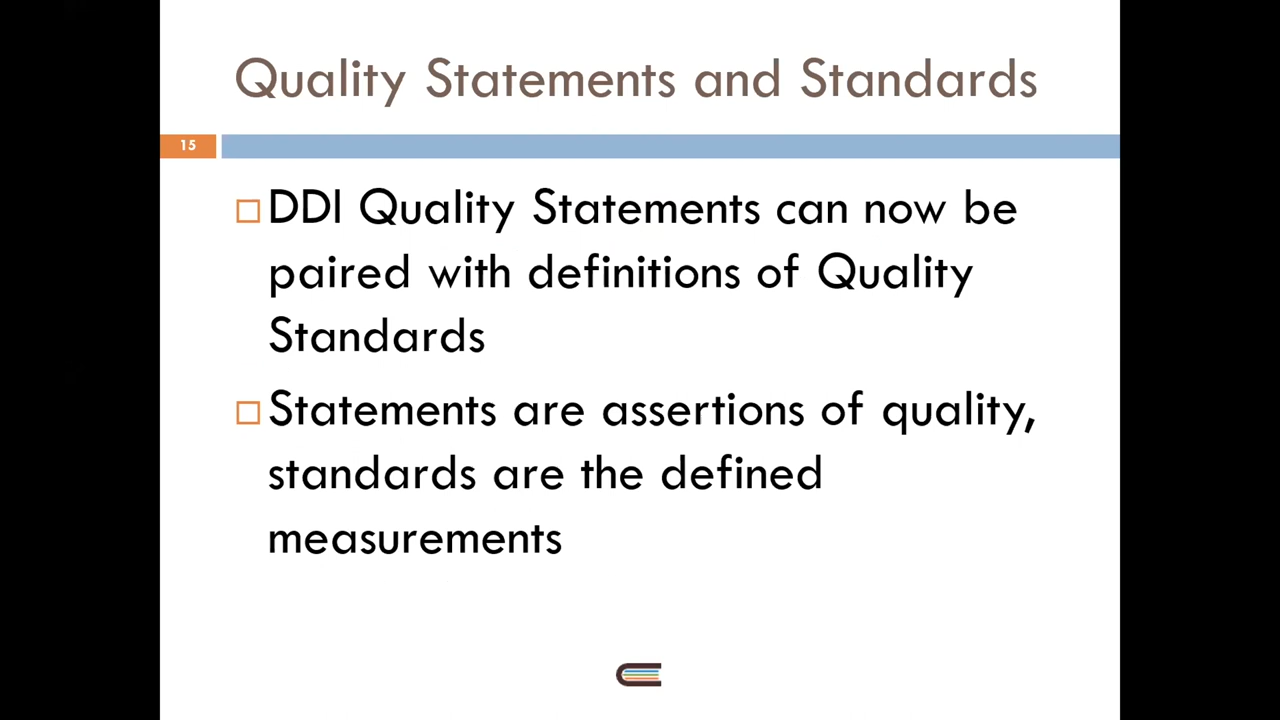 Quality Statements and Standards
15
DDI Quality Statements can now be
paired with definitions of Quality
Standards
Statements are assertions of quality,
standards are the defined
measurements